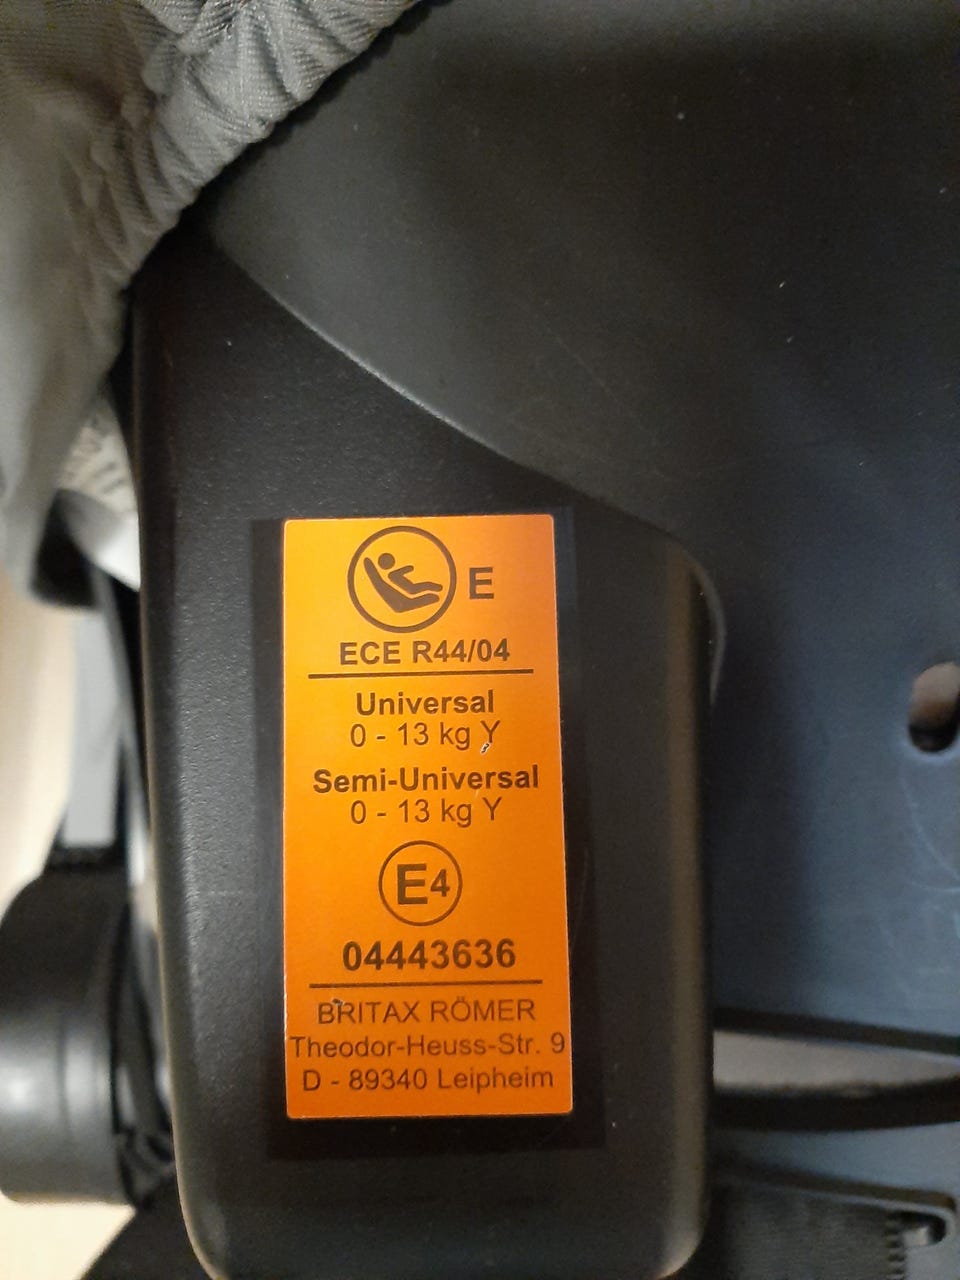 E
ECE R44/04
Universal
0 - 13 kg Y
Semi-Universal
0 - 13 kg Y
E4
04443636
BRITAX RÖMER
Theodor-Heuss-Str. 9
D - 89340 Leipheim